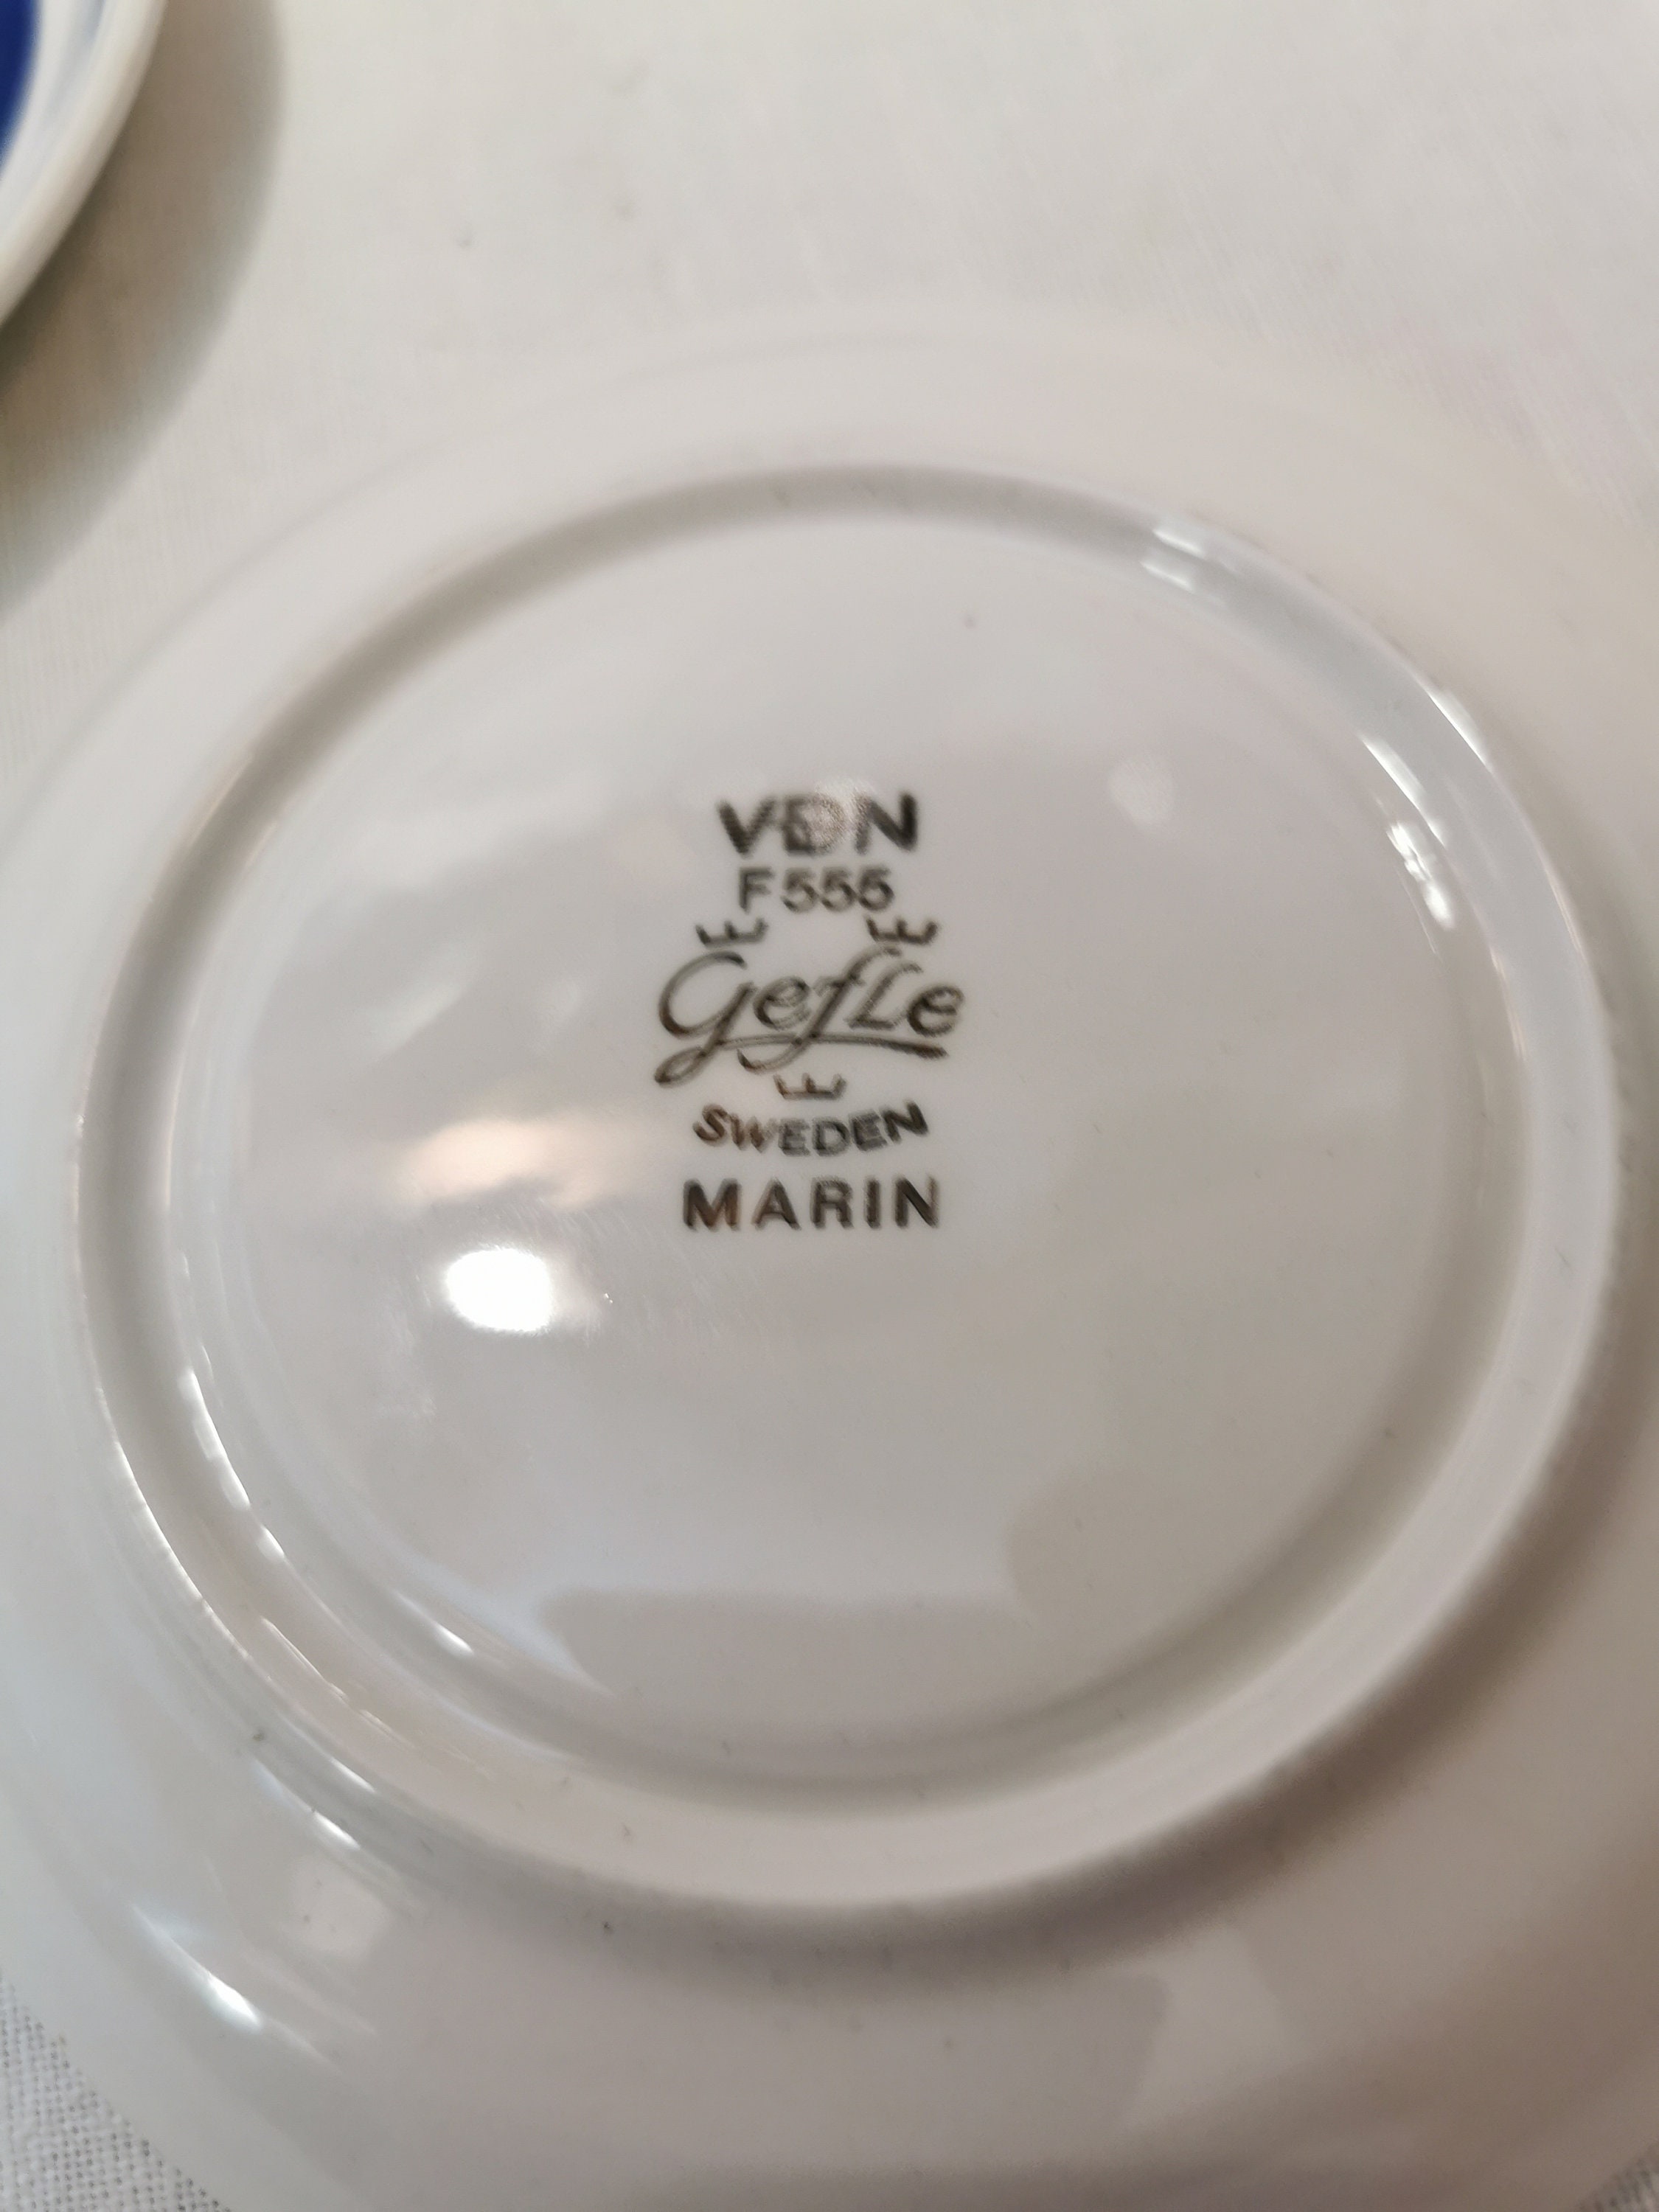 VDN
F555
Gefle
SWEDEN
MARIN